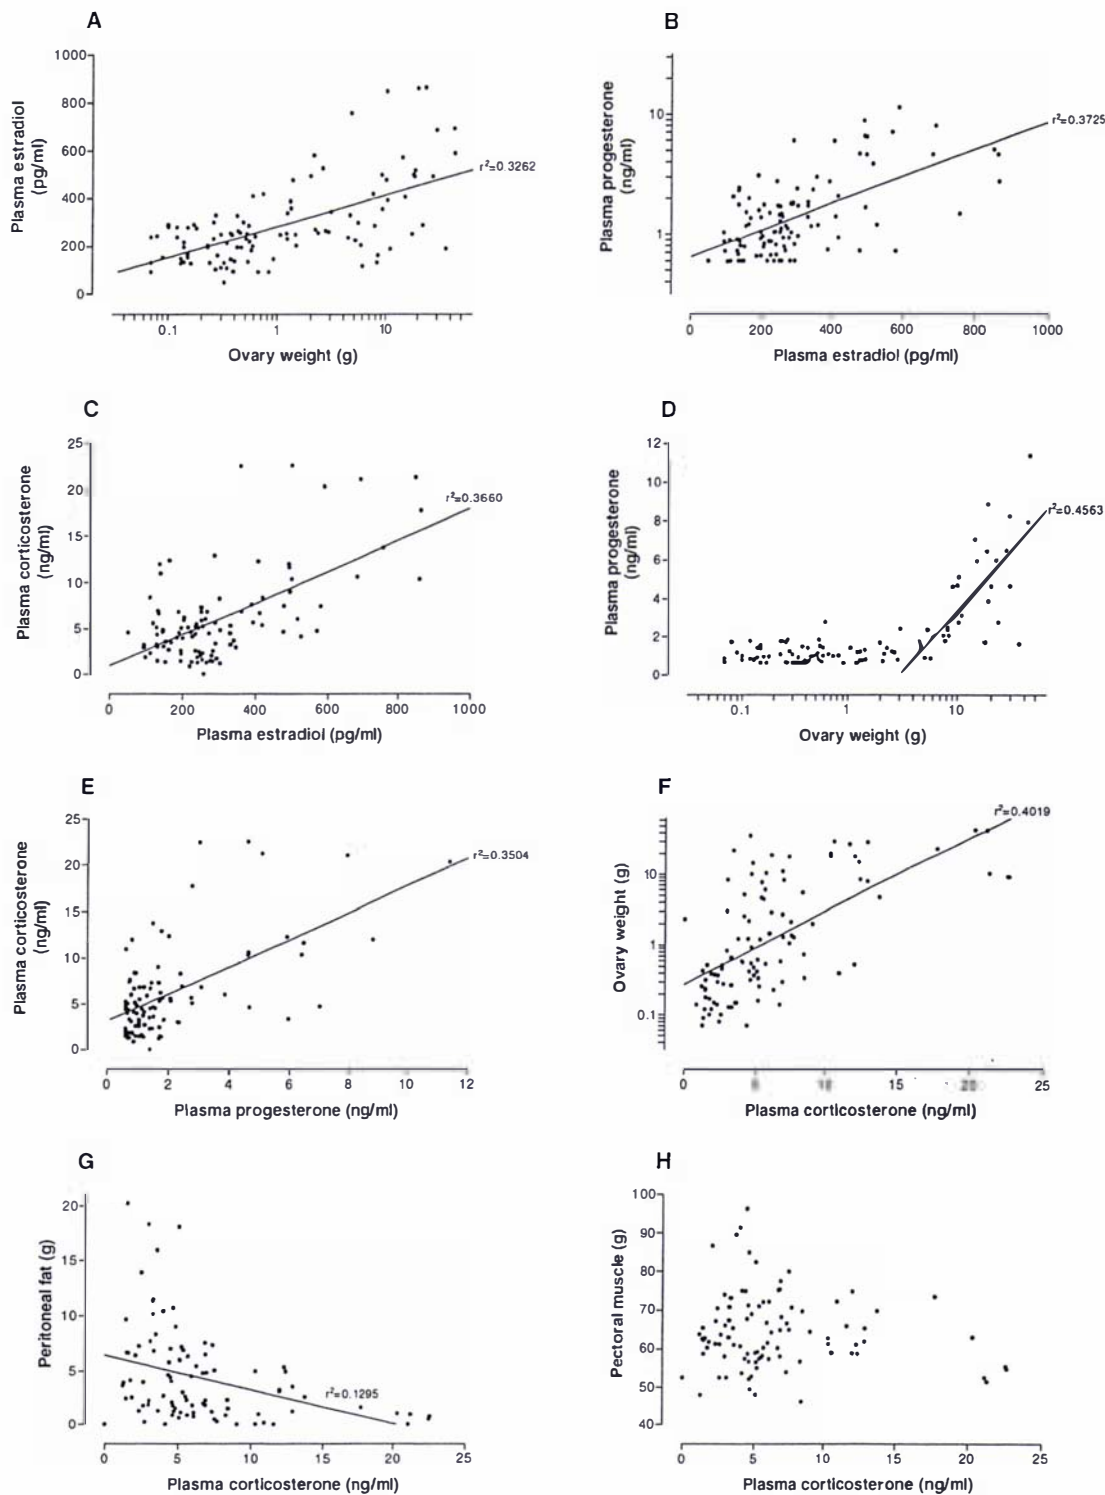 A
1000
800
600
400
200
0
Plasma estradiol
(pg/ml)
r²=0.3262
0.1 1 10
Ovary weight (g)
B
10
1
Plasma progesterone
(ng/ml)
r²=0.3725
0 200 400 600 800 1000
Plasma estradiol (pg/ml)
C
25
20
15
10
5
0
Plasma corticosterone
(ng/ml)
r²=0.3660
0 200 400 600 800 1000
Plasma estradiol (pg/ml)
D
12
10
8
6
4
2
0
Plasma progesterone
(ng/ml)
r²=0.4563
0.1 1 10
Ovary weight (g)
E
25
20
15
10
5
0
Plasma corticosterone
(ng/ml)
r²=0.3504
0 2 4 6 8 10 12
Plasma progesterone (ng/ml)
F
10
1
0.1
Ovary weight (g)
r²=0.4019
0 5 10 15 20 25
Plasma corticosterone (ng/ml)
G
20
15
10
5
0
Peritoneal fat (g)
r²=0.1295
0 5 10 15 20 25
Plasma corticosterone (ng/ml)
H
100
90
80
70
60
50
40
Pectoral muscle (g)
0 5 10 15 20 25
Plasma corticosterone (ng/ml)